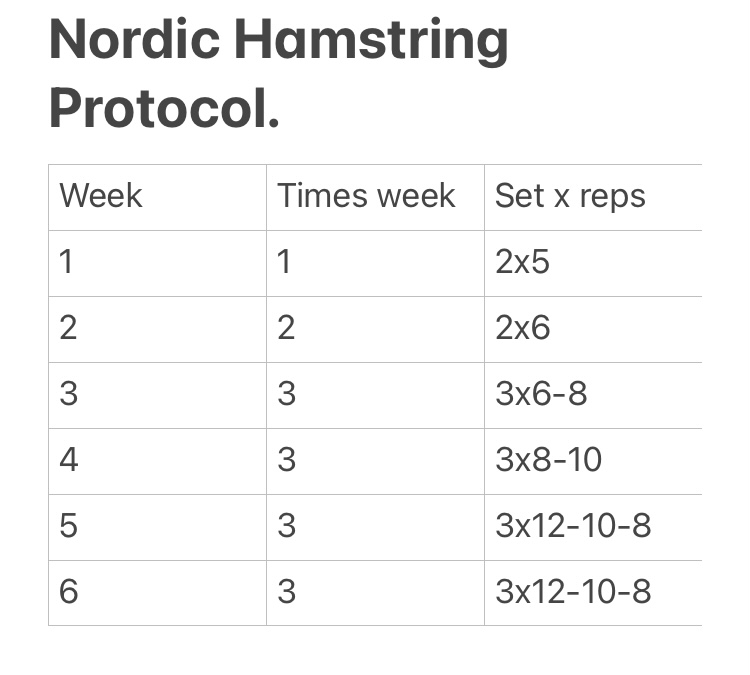 Nordic Hamstring
Protocol.
Week Times week Set x reps
1 1 2x5
2 2 2x6
3 3 3x6-8
4 3 3x8-10
5 3 3x12-10-8
6 3 3x12-10-8